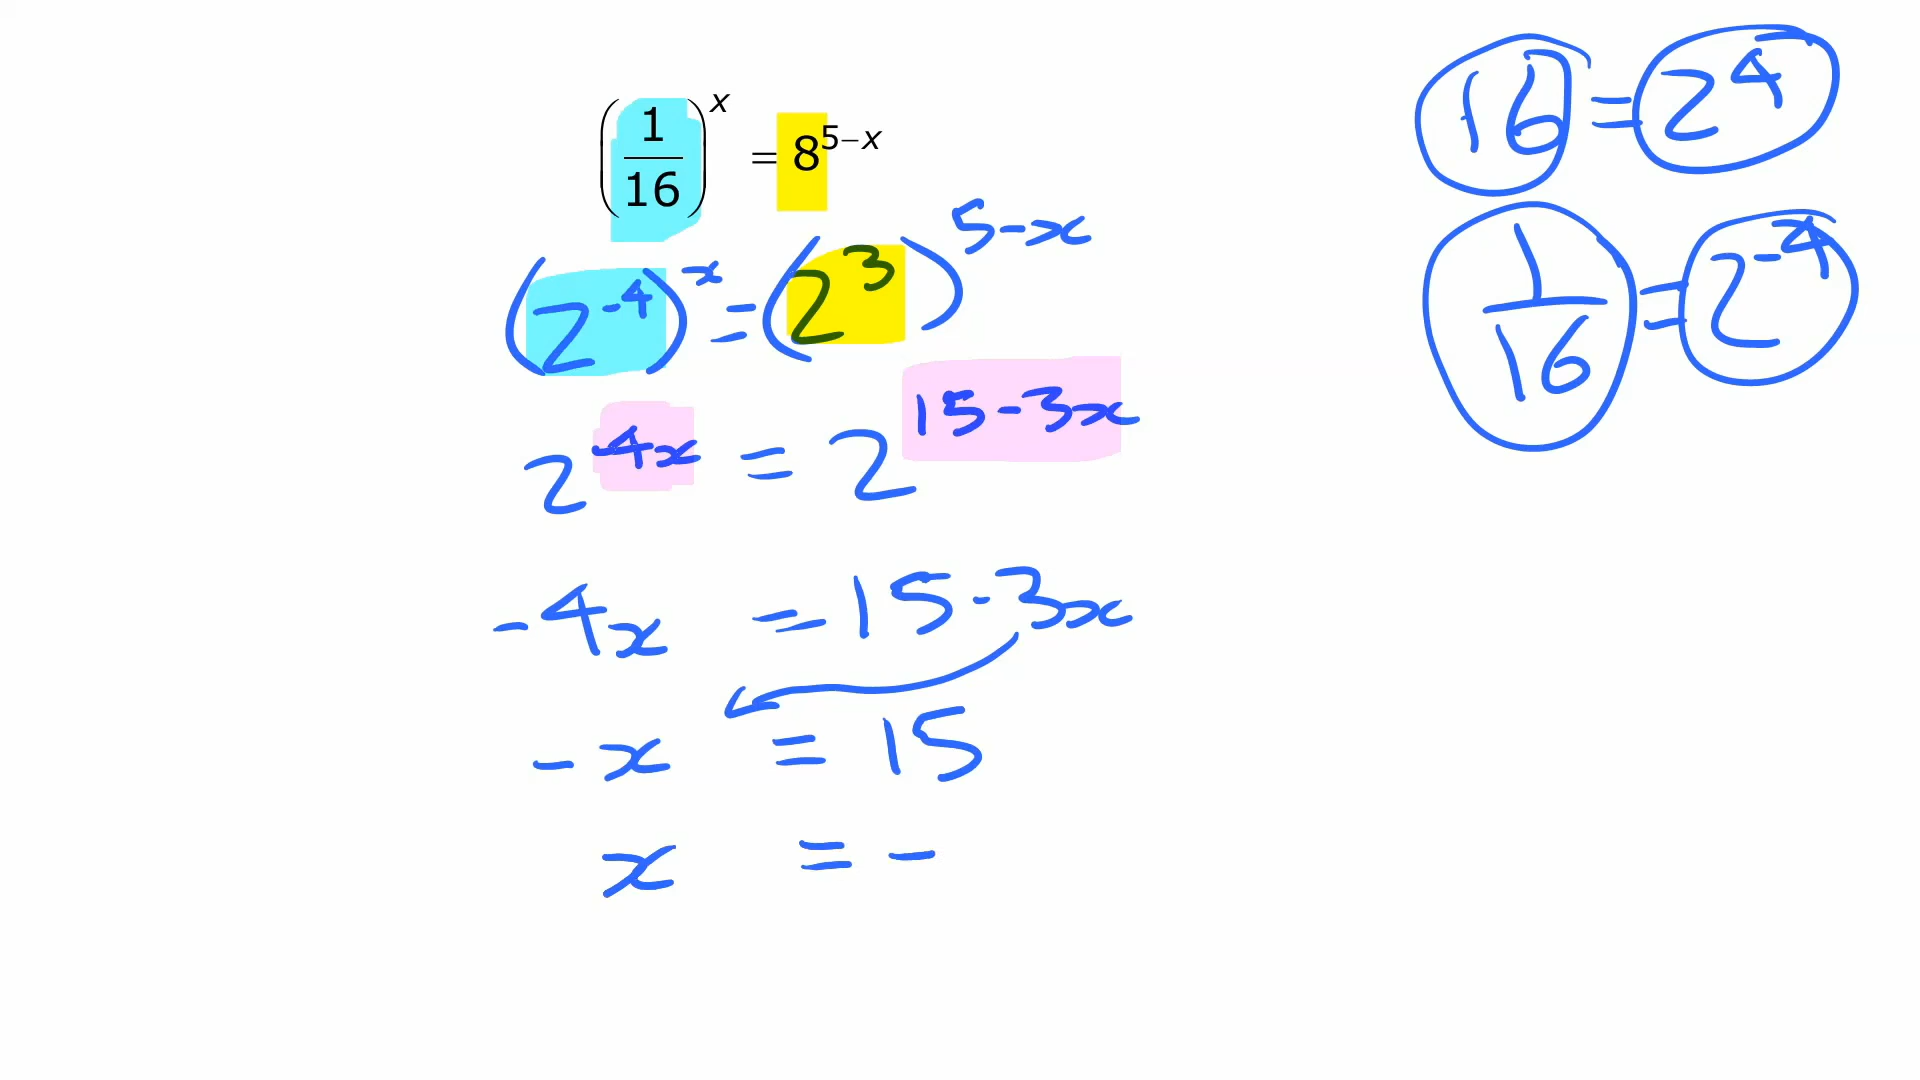 (1/16)^x = 8^(5-x)
(2^-4)^x = (2^3)^(5-x)
2^(-4x) = 2^(15-3x)
-4x = 15-3x
-x = 15
x = -
16 = 2^4
1/16 = 2^-4